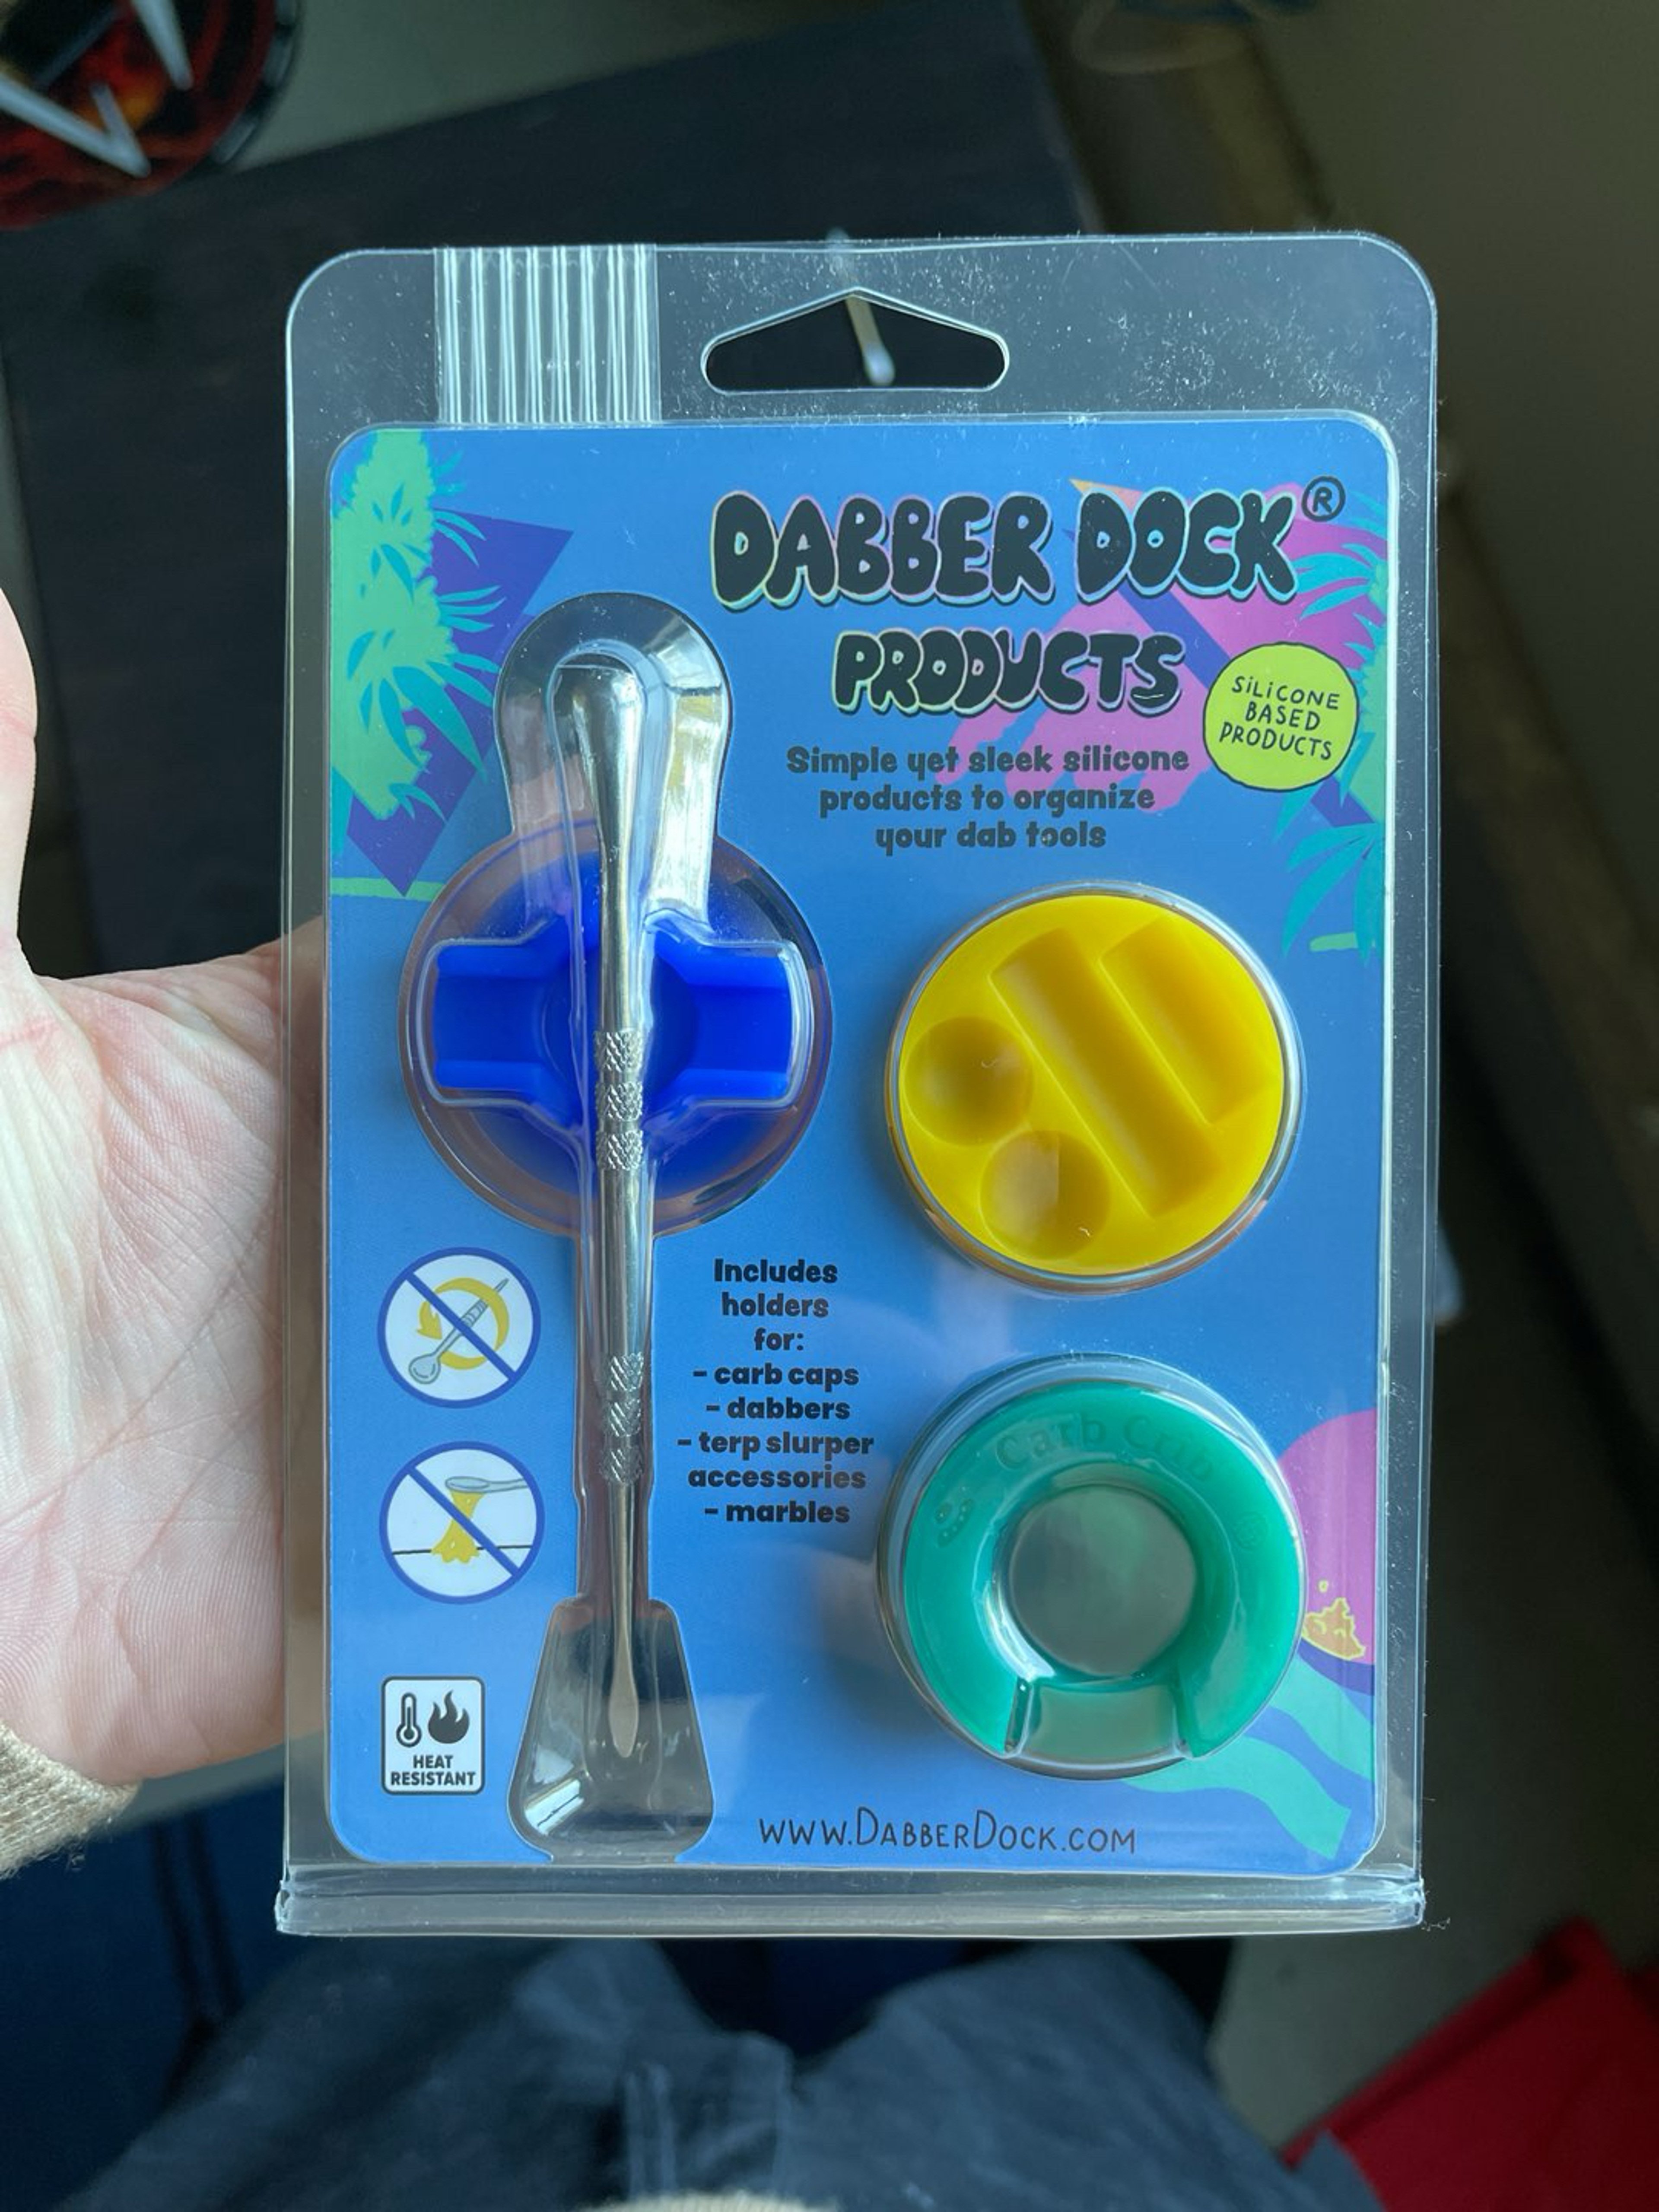 DABBER DOCK®
PRODUCTS
SILICONE
BASED
PRODUCTS
Simple yet sleek silicone
products to organize
your dab tools
Includes
holders
for:
- carb caps
- dabbers
- terp slurper
accessories
- marbles
Carb Crub
HEAT
RESISTANT
www.DabberDock.com